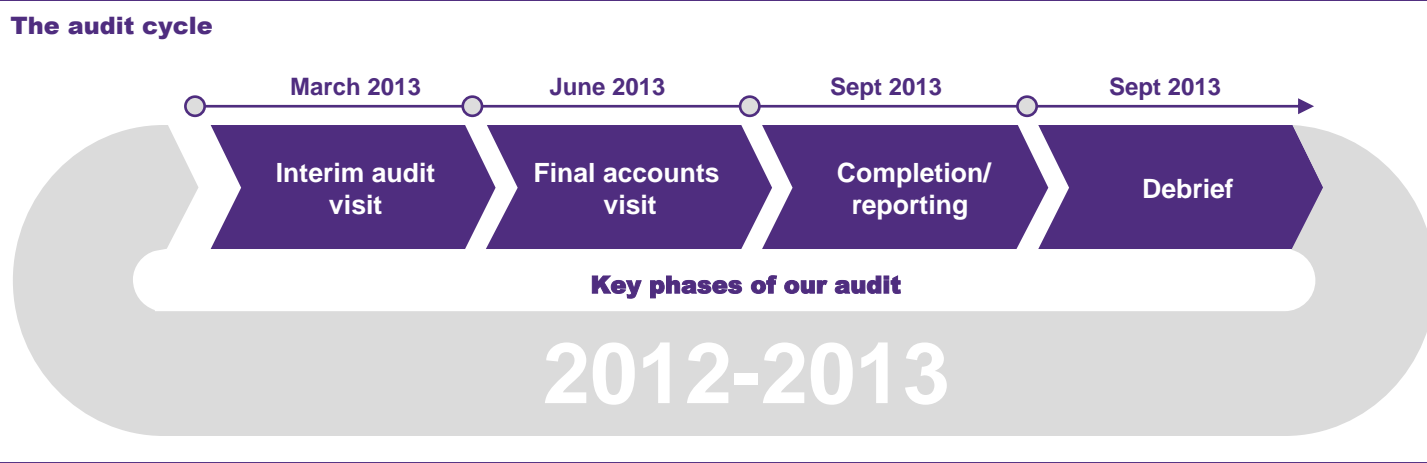 The audit cycle
March 2013
June 2013
Sept 2013
Sept 2013
Interim audit
visit
Final accounts
visit
Completion/
reporting
Debrief
Key phases of our audit
2012-2013